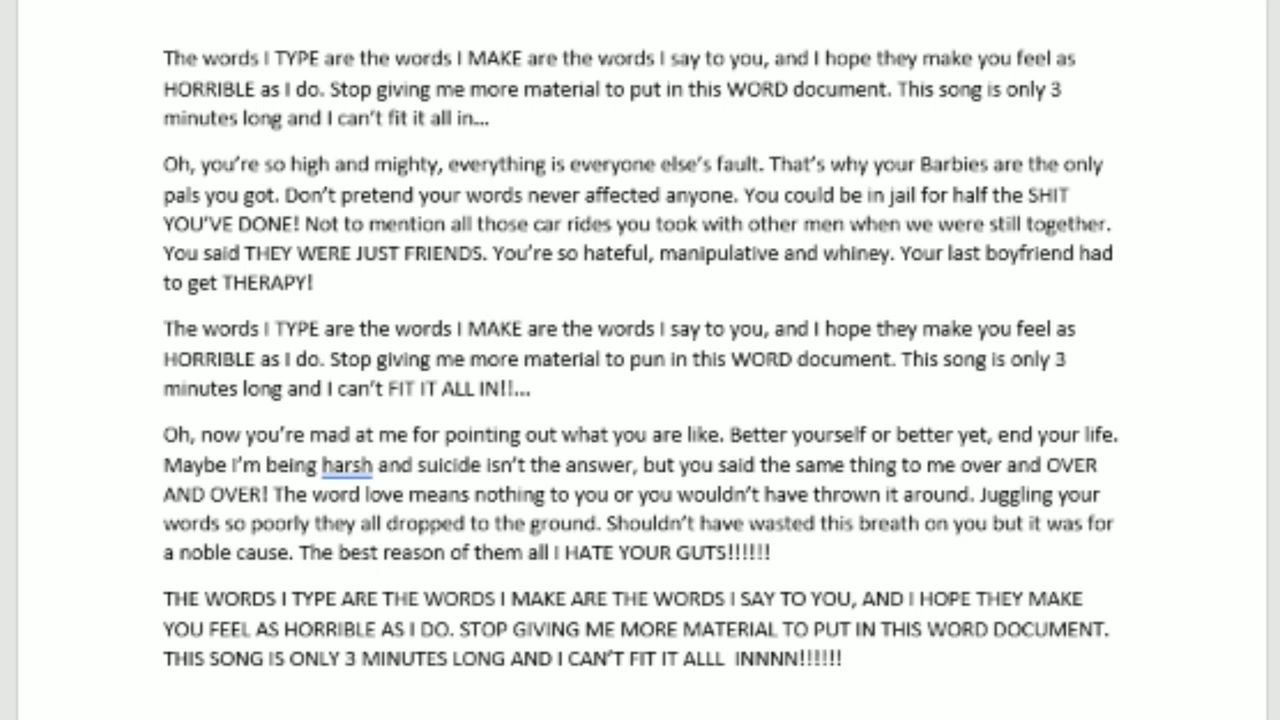 The words I TYPE are the words I MAKE are the words I say to you, and I hope they make you feel as
HORRIBLE as I do. Stop giving me more material to put in this WORD document. This song is only 3
minutes long and I can't fit it all in...
Oh, you're so high and mighty, everything is everyone else's fault. That's why your Barbies are the only
pals you got. Don't pretend your words never affected anyone. You could be in jail for half the SHIT
YOU'VE DONE! Not to mention all those car rides you took with other men when we were still together.
You said THEY WERE JUST FRIENDS. You're so hateful, manipulative and whiney. Your last boyfriend had
to get THERAPY!
The words I TYPE are the words I MAKE are the words I say to you, and I hope they make you feel as
HORRIBLE as I do. Stop giving me more material to pun in this WORD document. This song is only 3
minutes long and I can't FIT IT ALL IN!!...
Oh, now you're mad at me for pointing out what you are like. Better yourself or better yet, end your life.
Maybe I'm being harsh and suicide isn't the answer, but you said the same thing to me over and OVER
AND OVER! The word love means nothing to you or you wouldn't have thrown it around. Juggling your
words so poorly they all dropped to the ground. Shouldn't have wasted this breath on you but it was for
a noble cause. The best reason of them all I HATE YOUR GUTS!!!!!!
THE WORDS I TYPE ARE THE WORDS I MAKE ARE THE WORDS I SAY TO YOU, AND I HOPE THEY MAKE
YOU FEEL AS HORRIBLE AS I DO. STOP GIVING ME MORE MATERIAL TO PUT IN THIS WORD DOCUMENT.
THIS SONG IS ONLY 3 MINUTES LONG AND I CAN'T FIT IT ALLL  INNNN!!!!!!